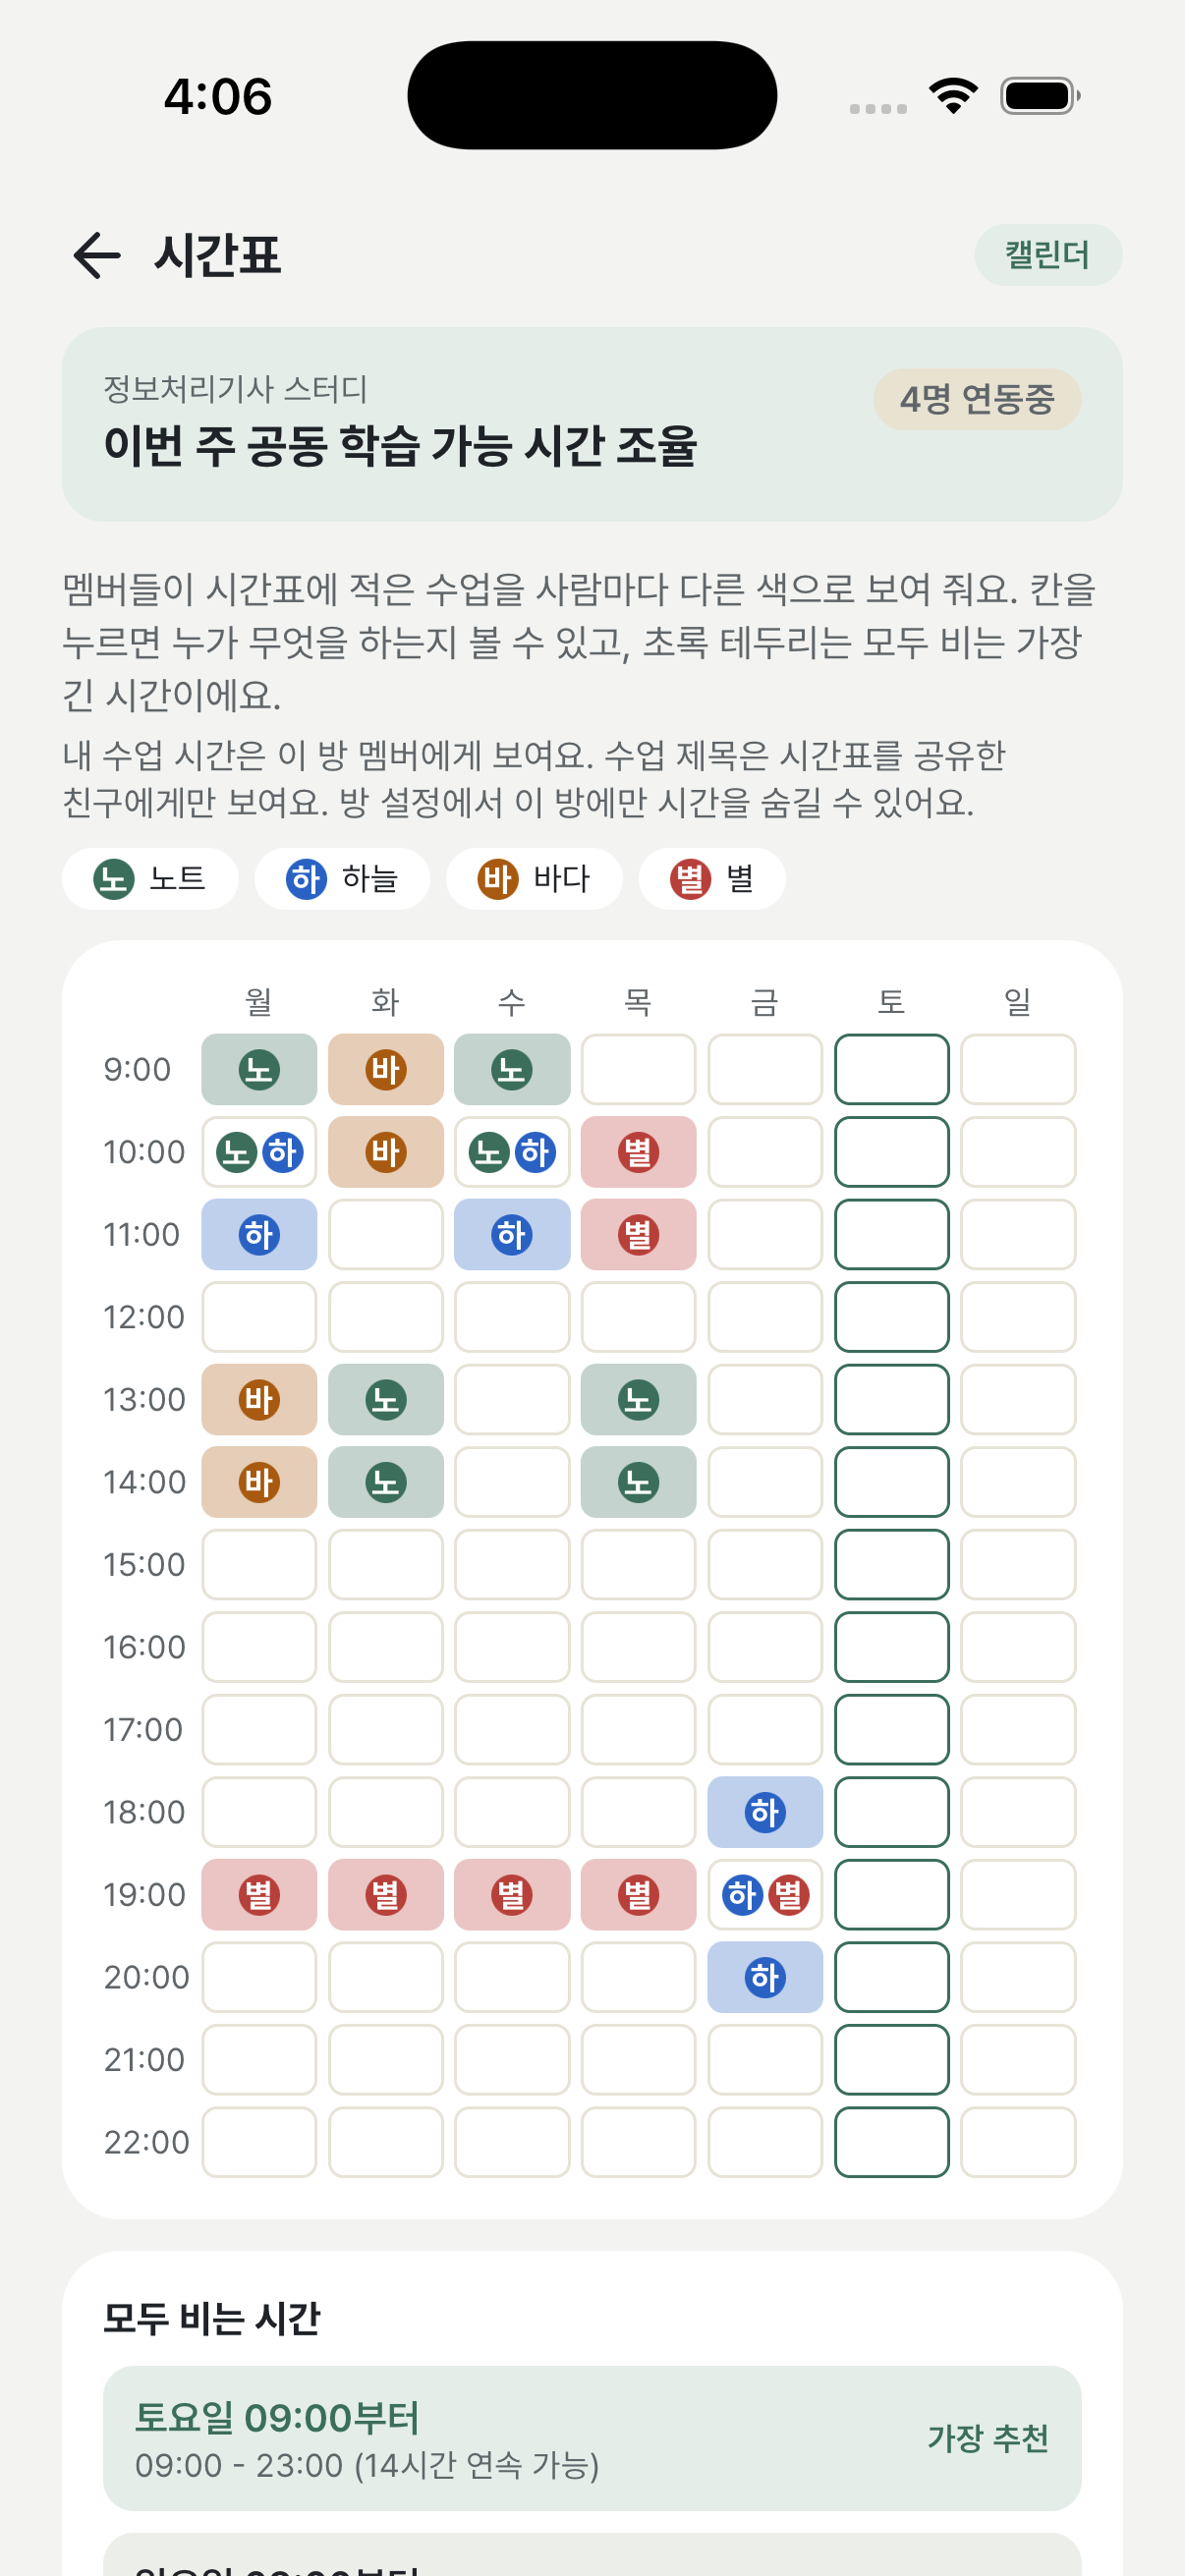 4:06
시간표
캘린더
정보처리기사 스터디
4명 연동중
이번 주 공동 학습 가능 시간 조율
멤버들이 시간표에 적은 수업을 사람마다 다른 색으로 보여 줘요. 칸을
누르면 누가 무엇을 하는지 볼 수 있고, 초록 테두리는 모두 비는 가장
긴 시간이에요.
내 수업 시간은 이 방 멤버에게 보여요. 수업 제목은 시간표를 공유한
친구에게만 보여요. 방 설정에서 이 방에만 시간을 숨길 수 있어요.
노 노트 하 하늘 바 바다 별 별
월 화 수 목 금 토 일
9:00 노 바 노
10:00 노 하 바 노 하 별
11:00 하 하 별
12:00
13:00 바 노 노
14:00 바 노 노
15:00
16:00
17:00
18:00 하
19:00 별 별 별 별 하 별
20:00 하
21:00
22:00
모두 비는 시간
토요일 09:00부터
09:00 - 23:00 (14시간 연속 가능)
가장 추천